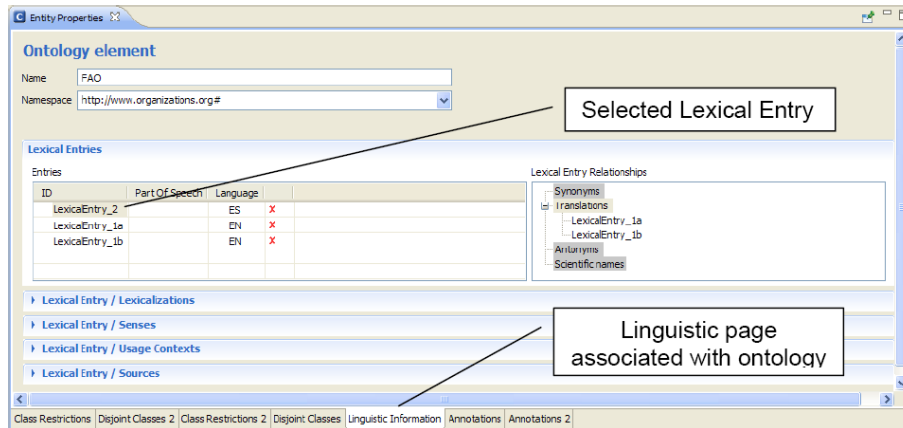 Entity Properties
Ontology element
Name FAO
Namespace http://www.organizations.org#
Selected Lexical Entry
Lexical Entries
Entries
Lexical Entry Relationships
ID Part Of Speech Language
LexicalEntry_2 ES X
LexicalEntry_1a EN X
LexicalEntry_1b EN X
Synonyms
Translations
LexicalEntry_1a
LexicalEntry_1b
Antonyms
Scientific names
Lexical Entry / Lexicalizations
Lexical Entry / Senses
Lexical Entry / Usage Contexts
Lexical Entry / Sources
Linguistic page
associated with ontology
Class Restrictions Disjoint Classes 2 Class Restrictions 2 Disjoint Classes Linguistic Information Annotations Annotations 2